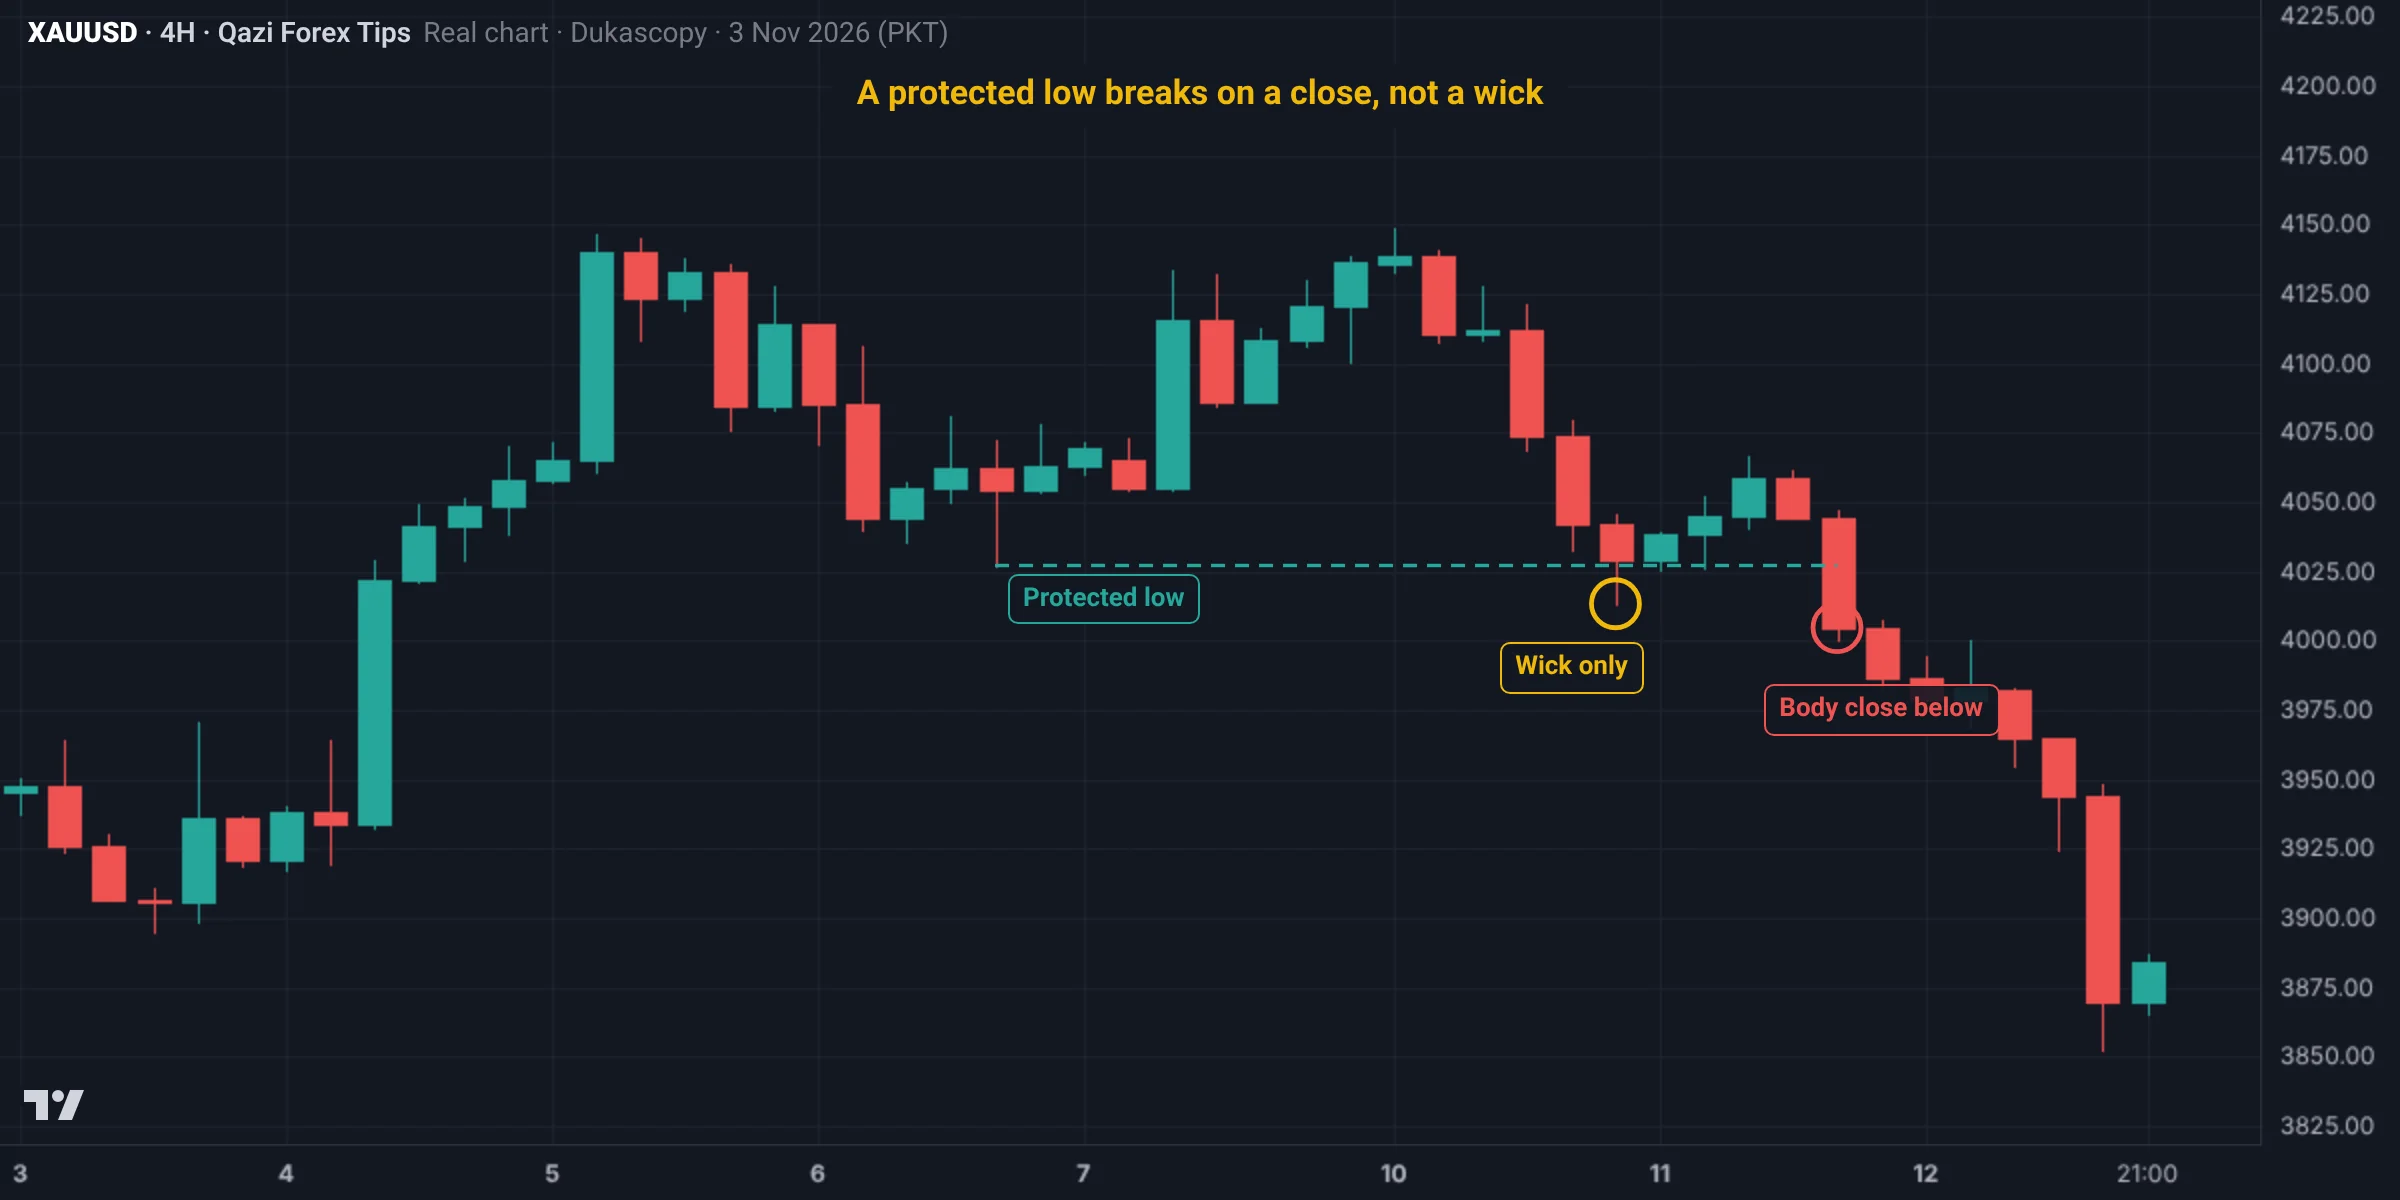 XAUUSD · 4H · Qazi Forex Tips Real chart · Dukascopy · 3 Nov 2026 (PKT)
A protected low breaks on a close, not a wick
Protected low
Wick only
Body close below
4225.00
4200.00
4175.00
4150.00
4125.00
4100.00
4075.00
4050.00
4025.00
4000.00
3975.00
3950.00
3925.00
3900.00
3875.00
3850.00
3825.00
3 4 5 6 7 10 11 12 21:00